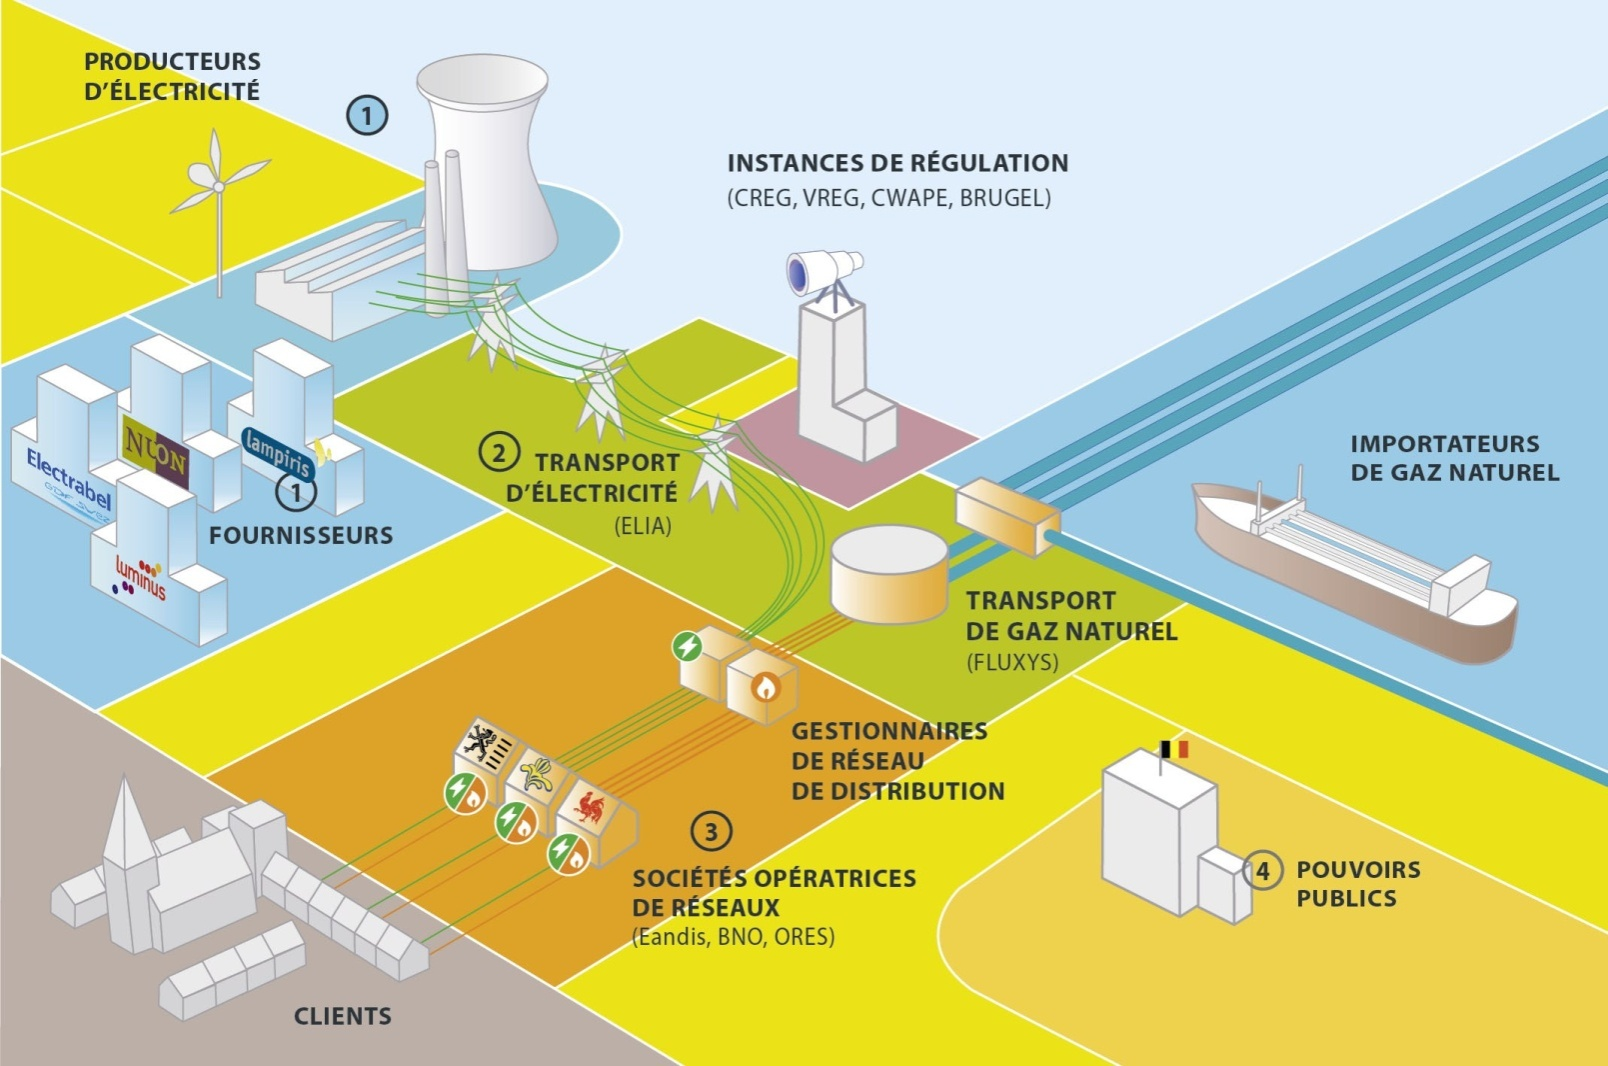 PRODUCTEURS
D'ÉLECTRICITÉ
1
INSTANCES DE RÉGULATION
(CREG, VREG, CWAPE, BRUGEL)
Electrabel
GDF SUEZ
NUON
lampiris
luminus
1
FOURNISSEURS
2
TRANSPORT
D'ÉLECTRICITÉ
(ELIA)
IMPORTATEURS
DE GAZ NATUREL
TRANSPORT
DE GAZ NATUREL
(FLUXYS)
GESTIONNAIRES
DE RÉSEAU
DE DISTRIBUTION
3
SOCIÉTÉS OPÉRATRICES
DE RÉSEAUX
(Eandis, BNO, ORES)
4
POUVOIRS
PUBLICS
CLIENTS